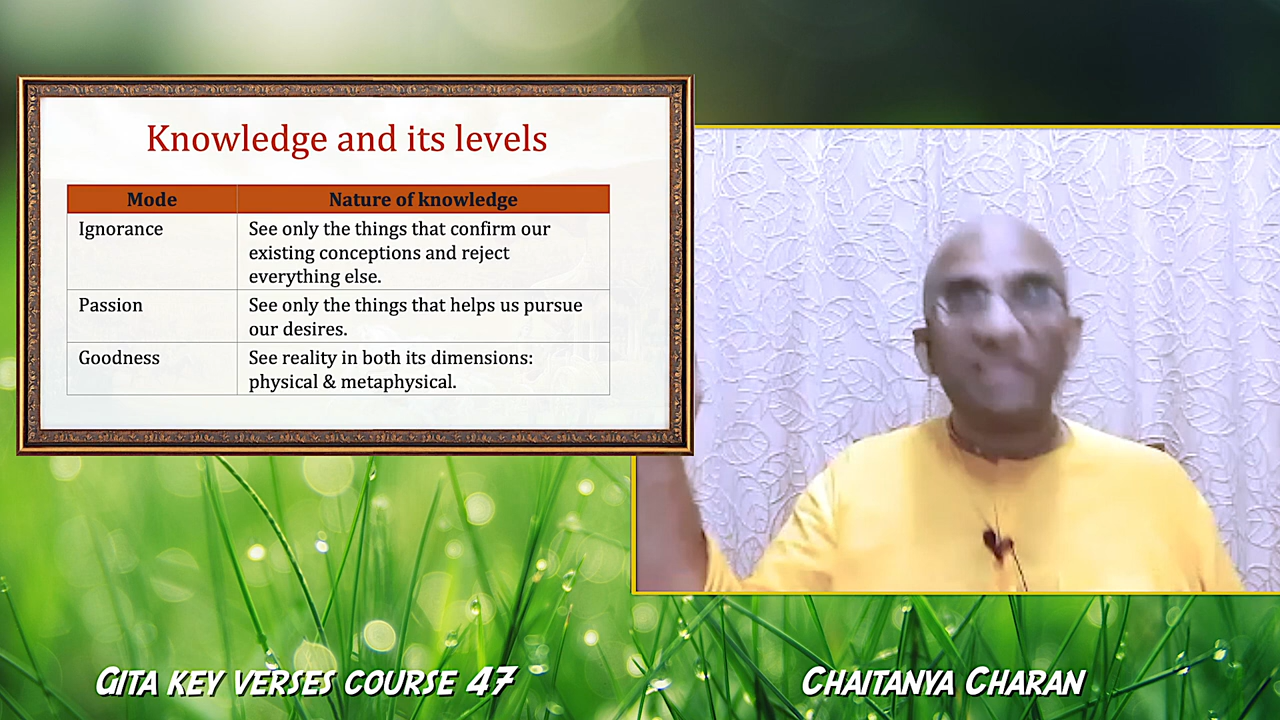 Knowledge and its levels
Mode Nature of knowledge
Ignorance See only the things that confirm our
existing conceptions and reject
everything else.
Passion See only the things that helps us pursue
our desires.
Goodness See reality in both its dimensions:
physical & metaphysical.
GITA KEY VERSES COURSE 47
CHAITANYA CHARAN